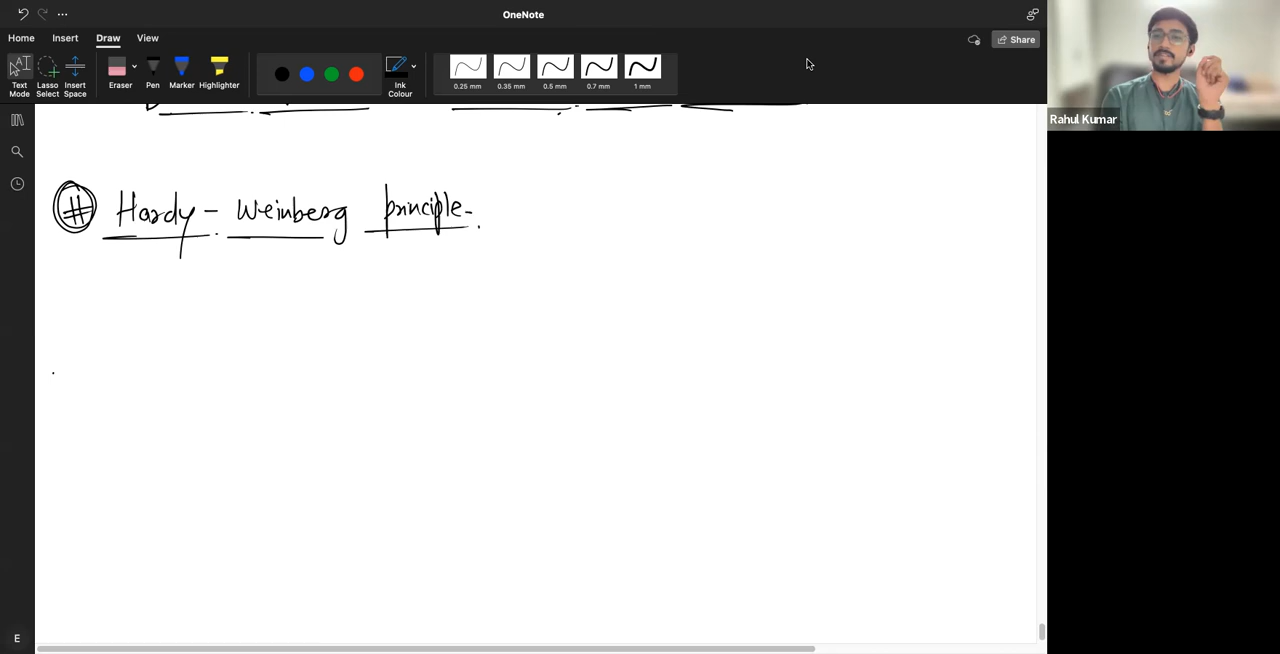 OneNote
Home Insert Draw View
Share
Text Mode
Lasso Select
Insert Space
Eraser
Pen
Marker
Highlighter
Ink Colour
0.25 mm 0.35 mm 0.5 mm 0.7 mm 1 mm
Rahul Kumar
# Hardy - Weinberg principle.
E